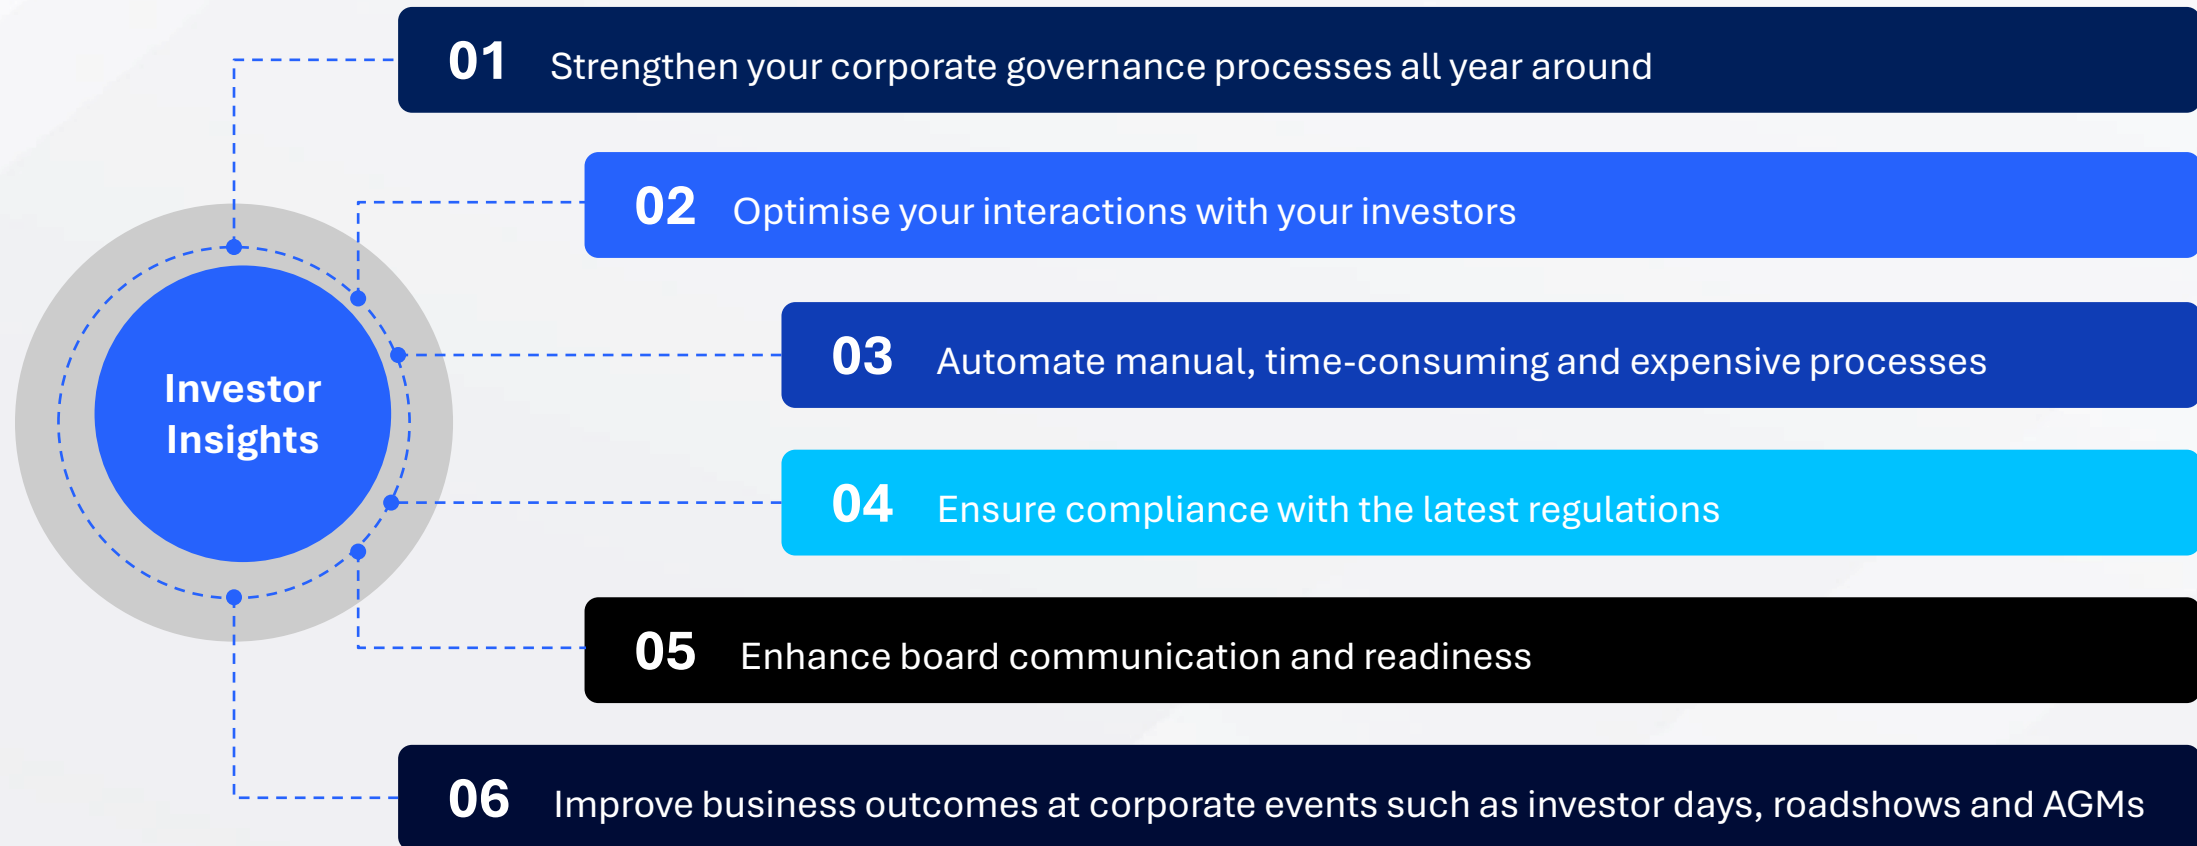 01 Strengthen your corporate governance processes all year around
02 Optimise your interactions with your investors
03 Automate manual, time-consuming and expensive processes
Investor
Insights
04 Ensure compliance with the latest regulations
05 Enhance board communication and readiness
06 Improve business outcomes at corporate events such as investor days, roadshows and AGMs